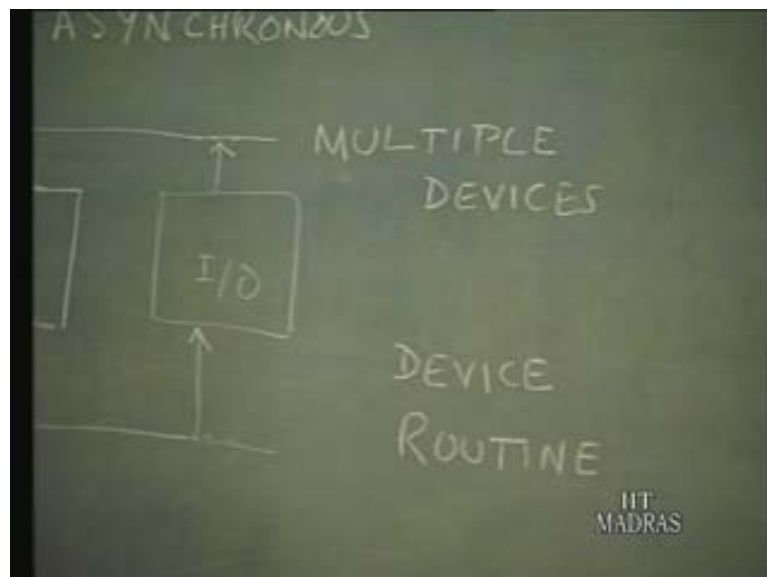 ASYNCHRONOUS
MULTIPLE
DEVICES
I/O
DEVICE
ROUTINE
IIT
MADRAS